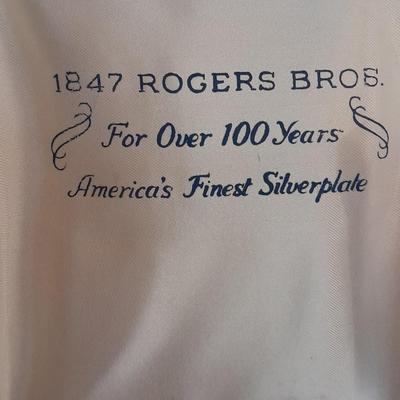 1847 ROGERS BROS.
For Over 100 Years
America's Finest Silverplate